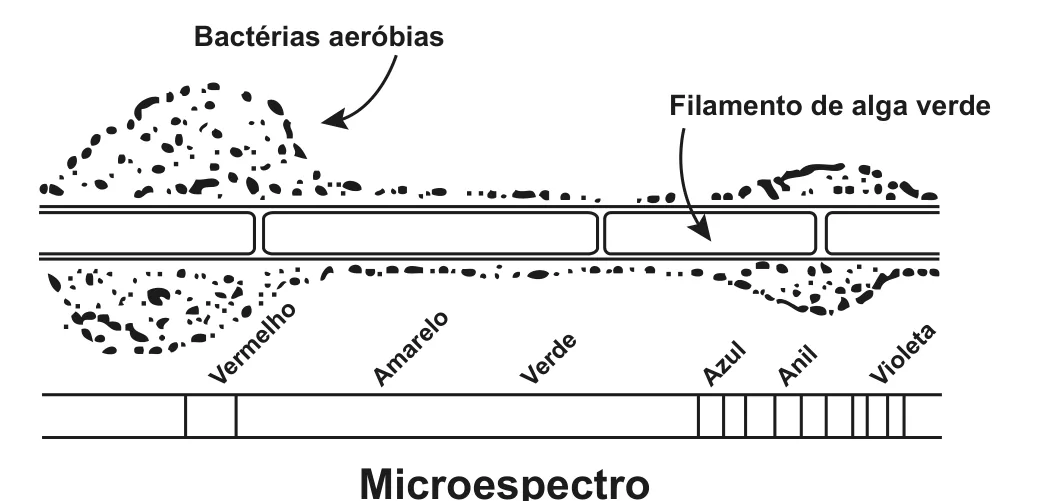 Bactérias aeróbias
Filamento de alga verde
Vermelho
Amarelo
Verde
Azul
Anil
Violeta
Microespectro